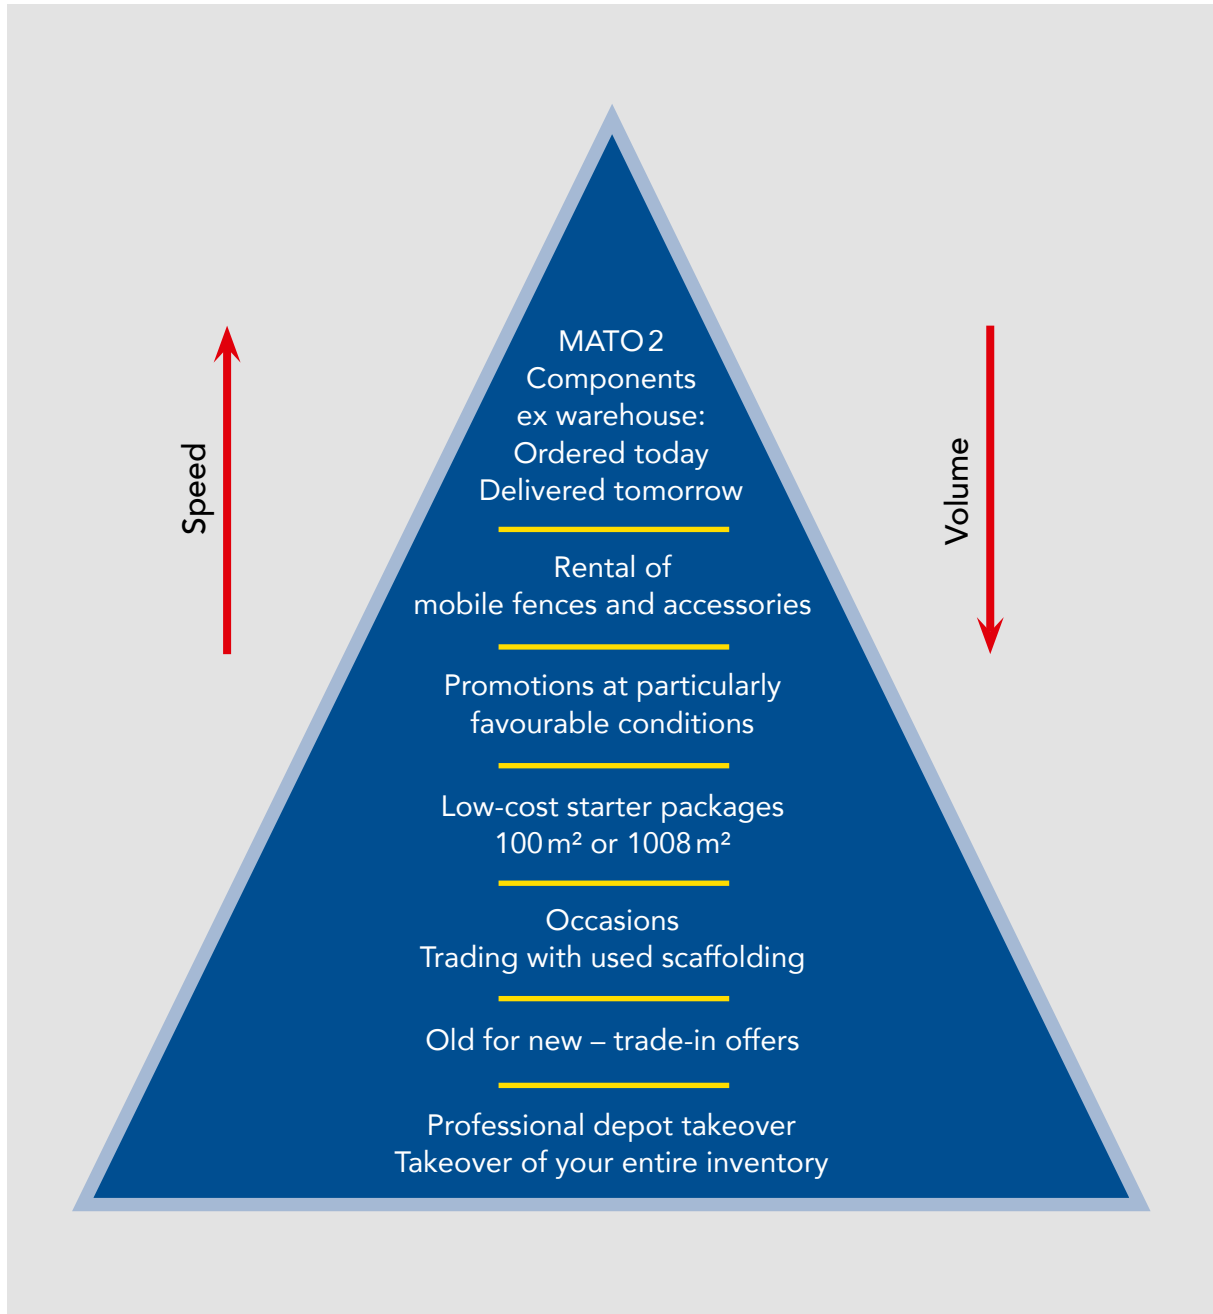 MATO 2
Components
ex warehouse:
Ordered today
Delivered tomorrow
Speed
Volume
Rental of
mobile fences and accessories
Promotions at particularly
favourable conditions
Low-cost starter packages
100 m² or 1008 m²
Occasions
Trading with used scaffolding
Old for new – trade-in offers
Professional depot takeover
Takeover of your entire inventory